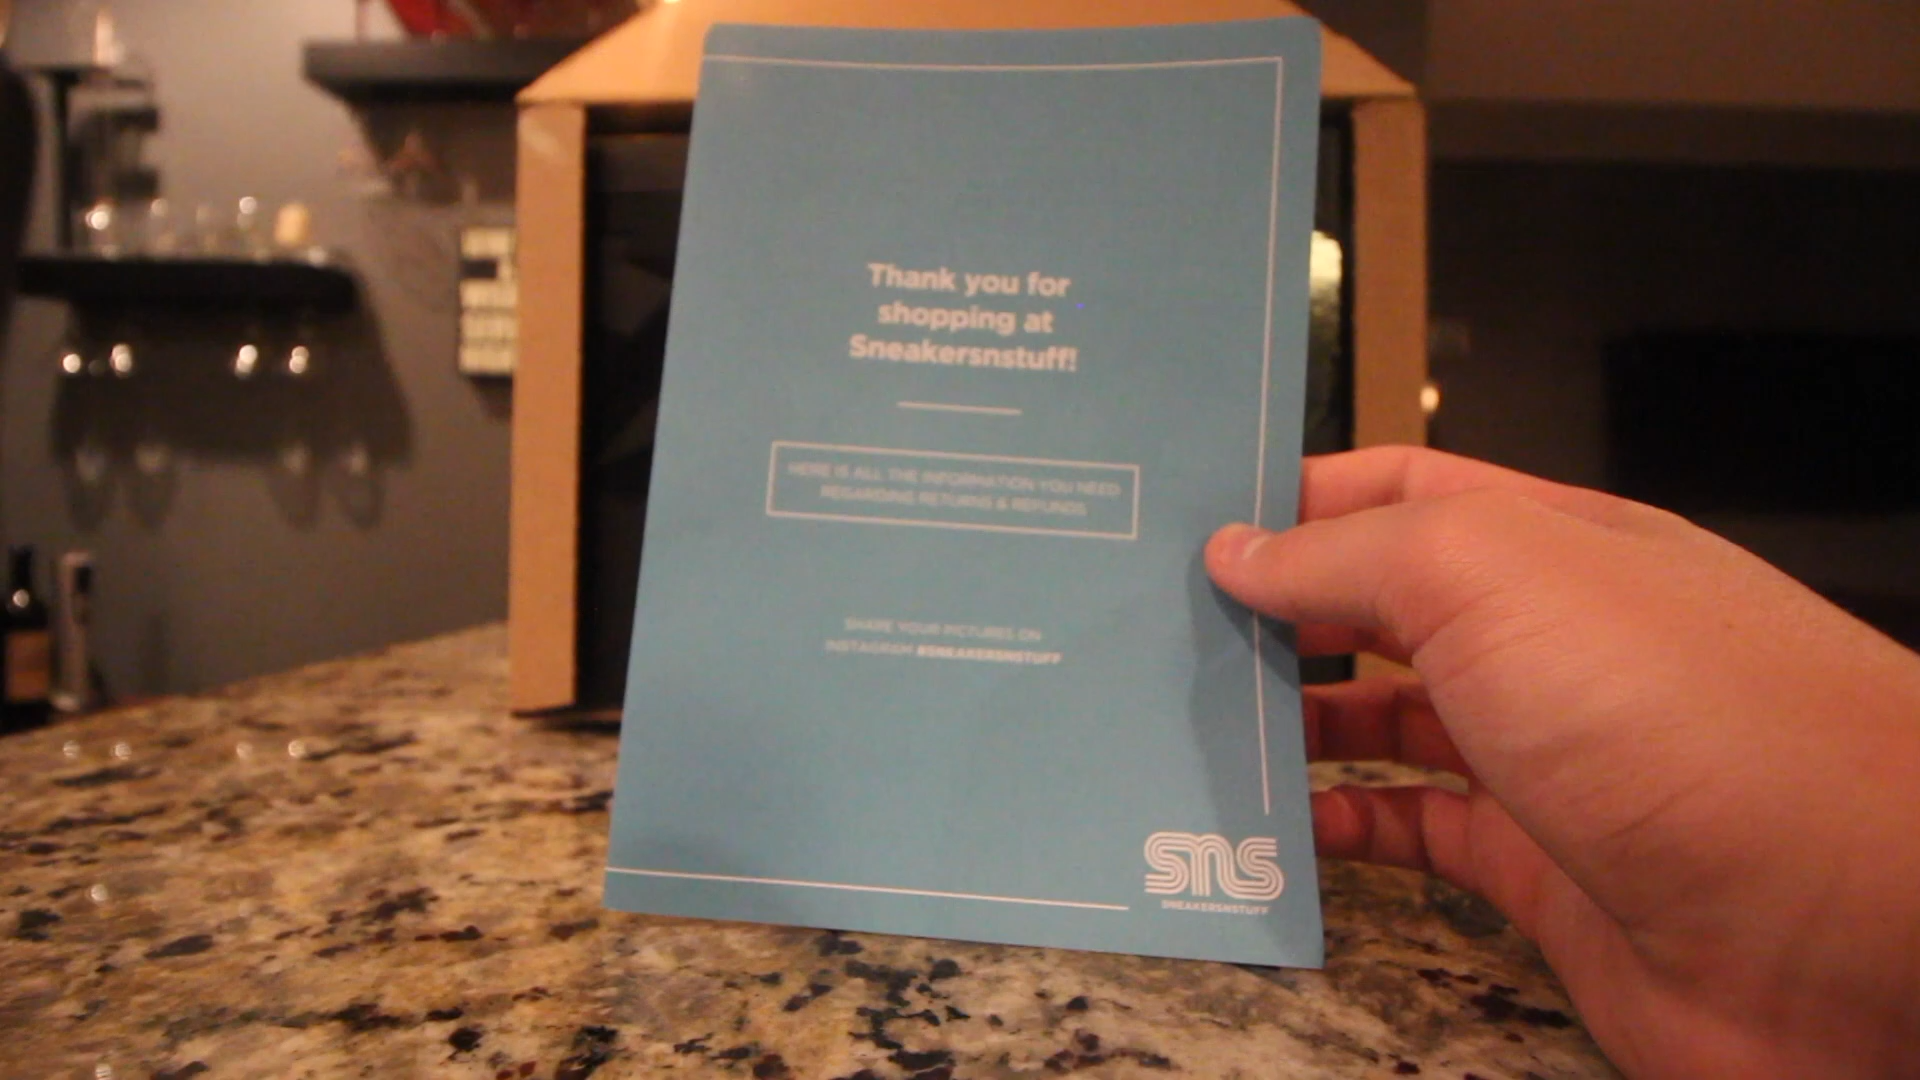 Thank you for
shopping at
Sneakersnstuff!
HERE IS ALL THE INFORMATION YOU NEED
REGARDING RETURNS & REFUNDS
SHARE YOUR PICTURES ON
INSTAGRAM #SNEAKERSNSTUFF
sns
SNEAKERSNSTUFF